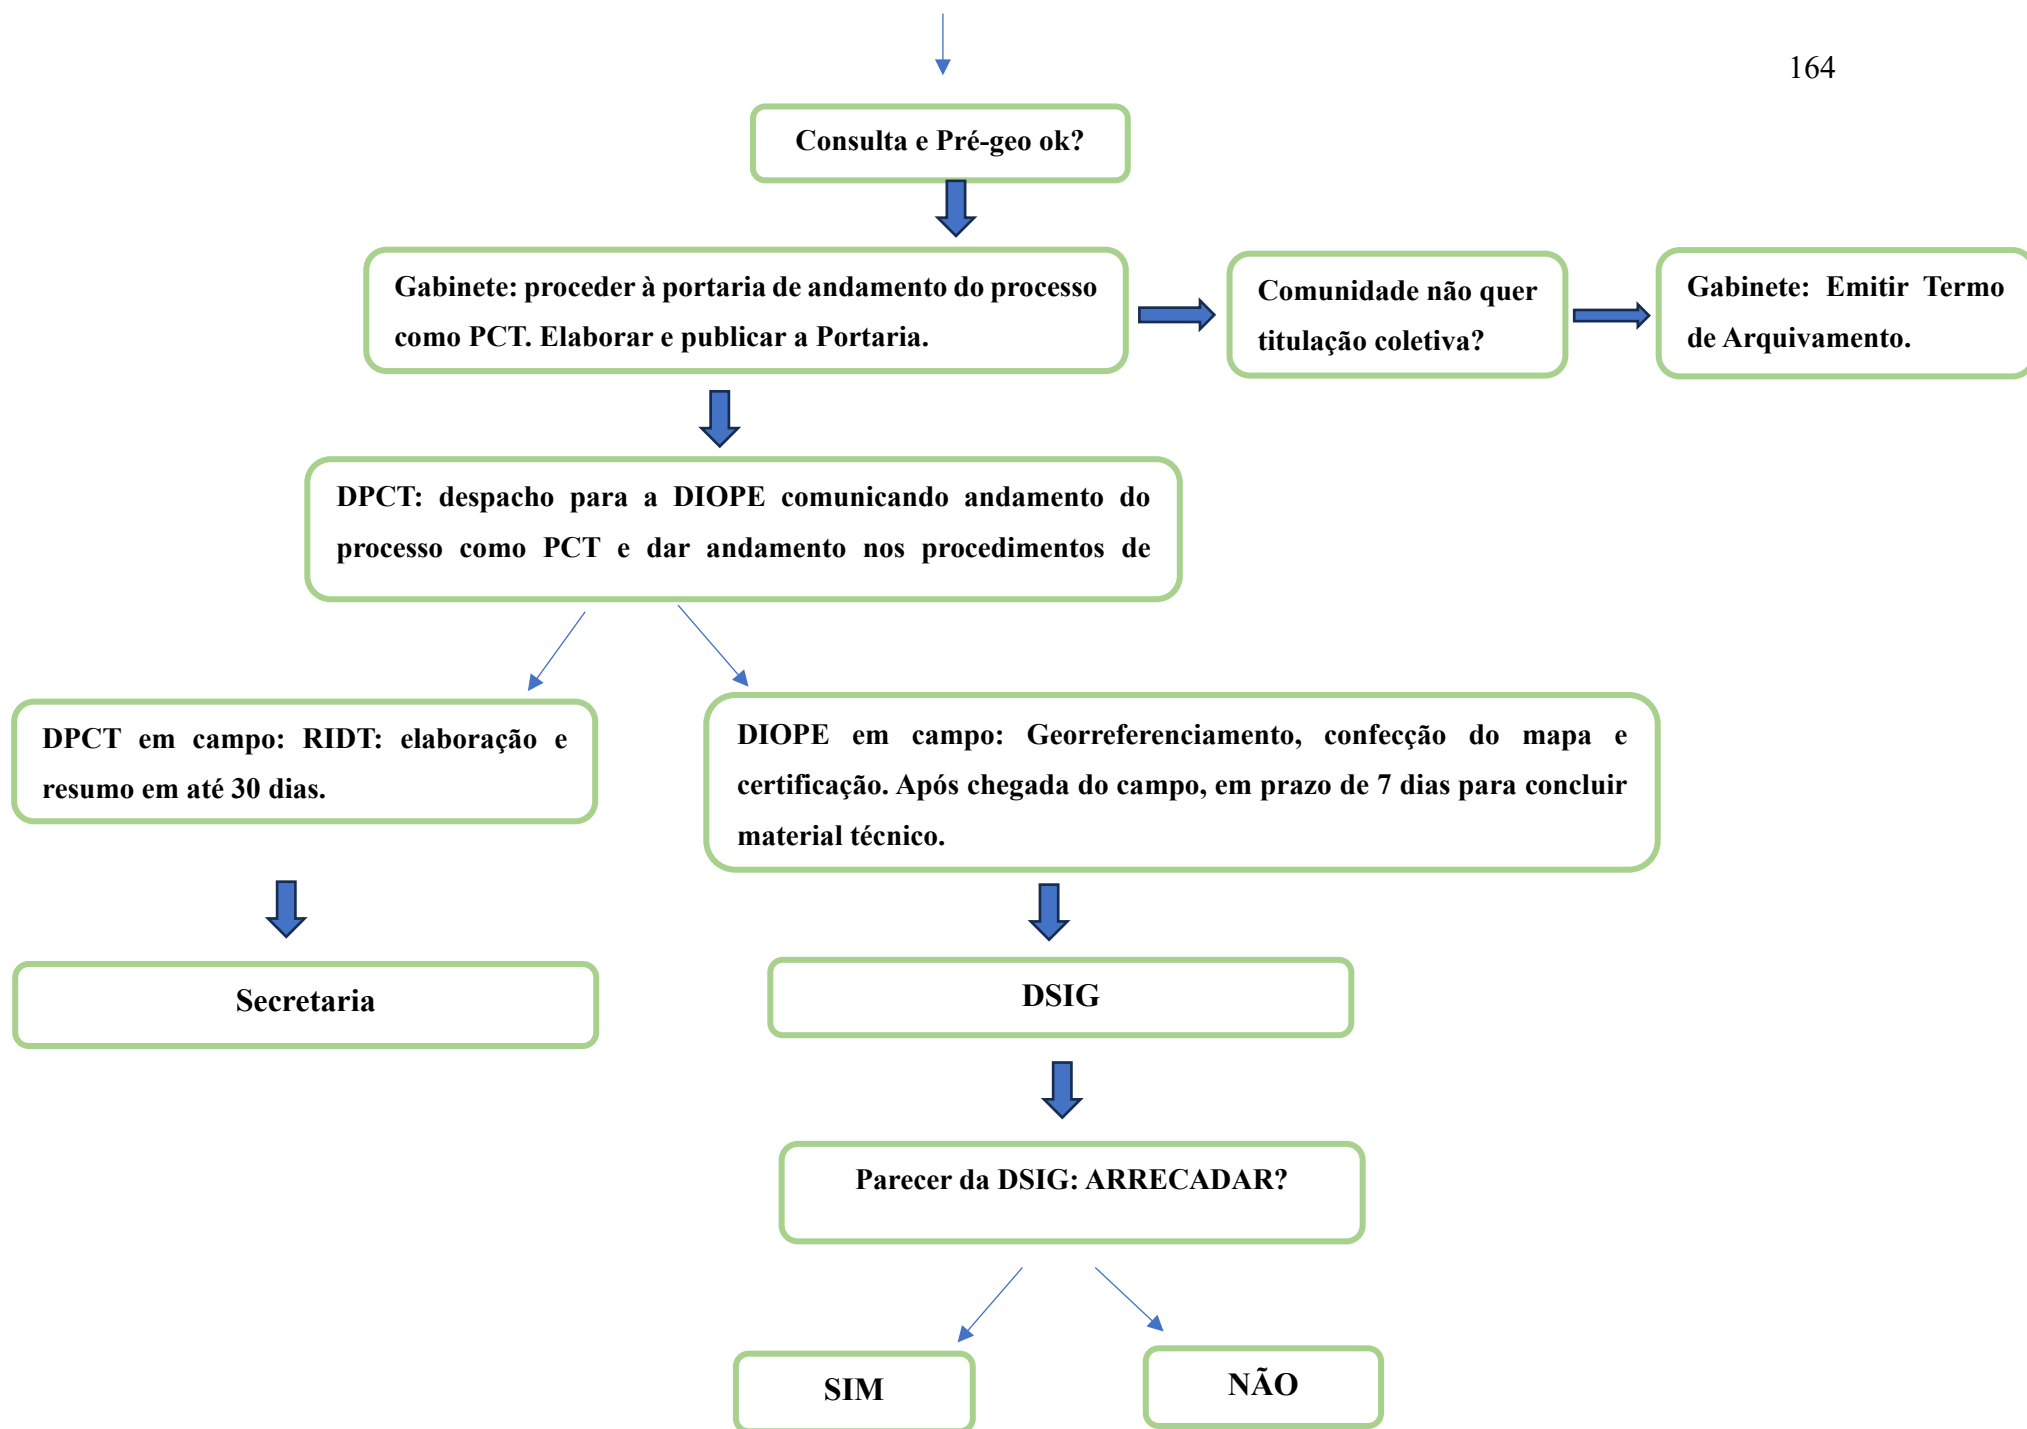 164
Consulta e Pré-geo ok?
Gabinete: proceder à portaria de andamento do processo
como PCT. Elaborar e publicar a Portaria.
Comunidade não quer
titulação coletiva?
Gabinete: Emitir Termo
de Arquivamento.
DPCT: despacho para a DIOPE comunicando andamento do
processo como PCT e dar andamento nos procedimentos de
DPCT em campo: RIDT: elaboração e
resumo em até 30 dias.
DIOPE em campo: Georreferenciamento, confecção do mapa e
certificação. Após chegada do campo, em prazo de 7 dias para concluir
material técnico.
Secretaria
DSIG
Parecer da DSIG: ARRECADAR?
SIM
NÃO